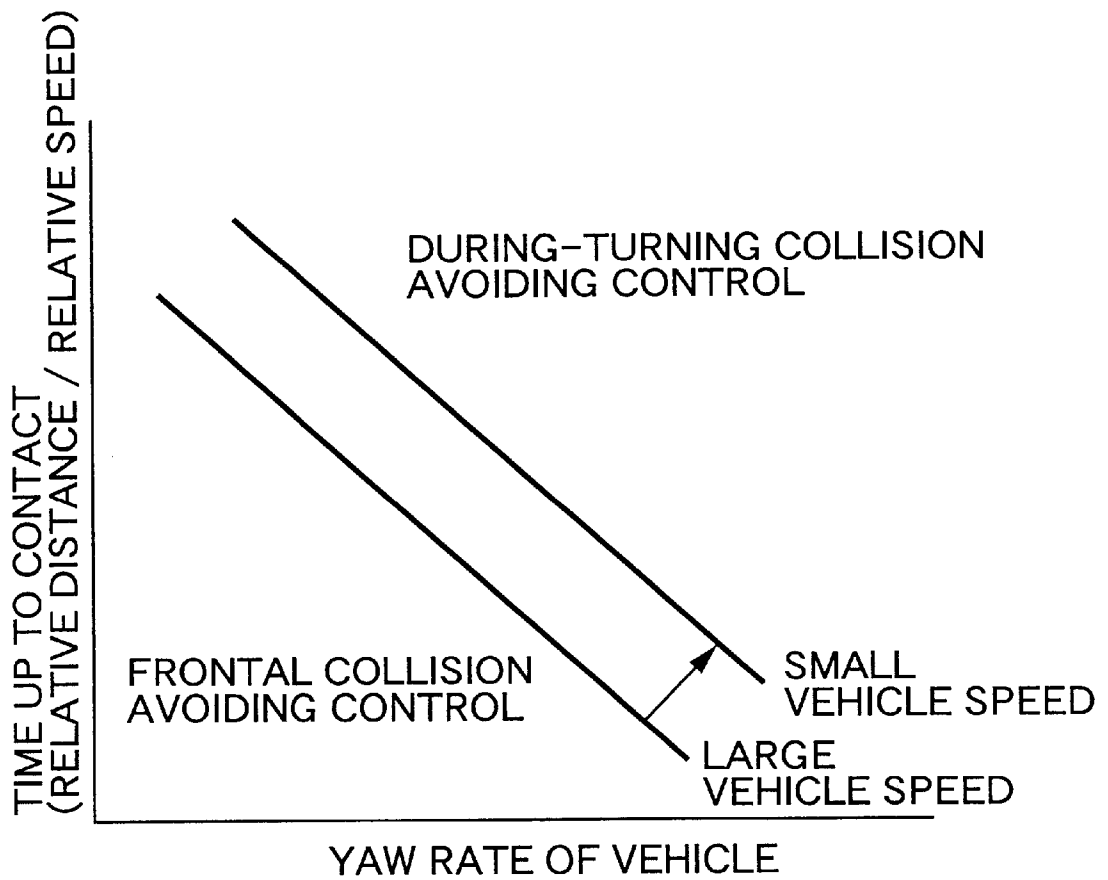 TIME UP TO CONTACT
(RELATIVE DISTANCE / RELATIVE SPEED)
DURING-TURNING COLLISION
AVOIDING CONTROL
FRONTAL COLLISION
AVOIDING CONTROL
SMALL
VEHICLE SPEED
LARGE
VEHICLE SPEED
YAW RATE OF VEHICLE